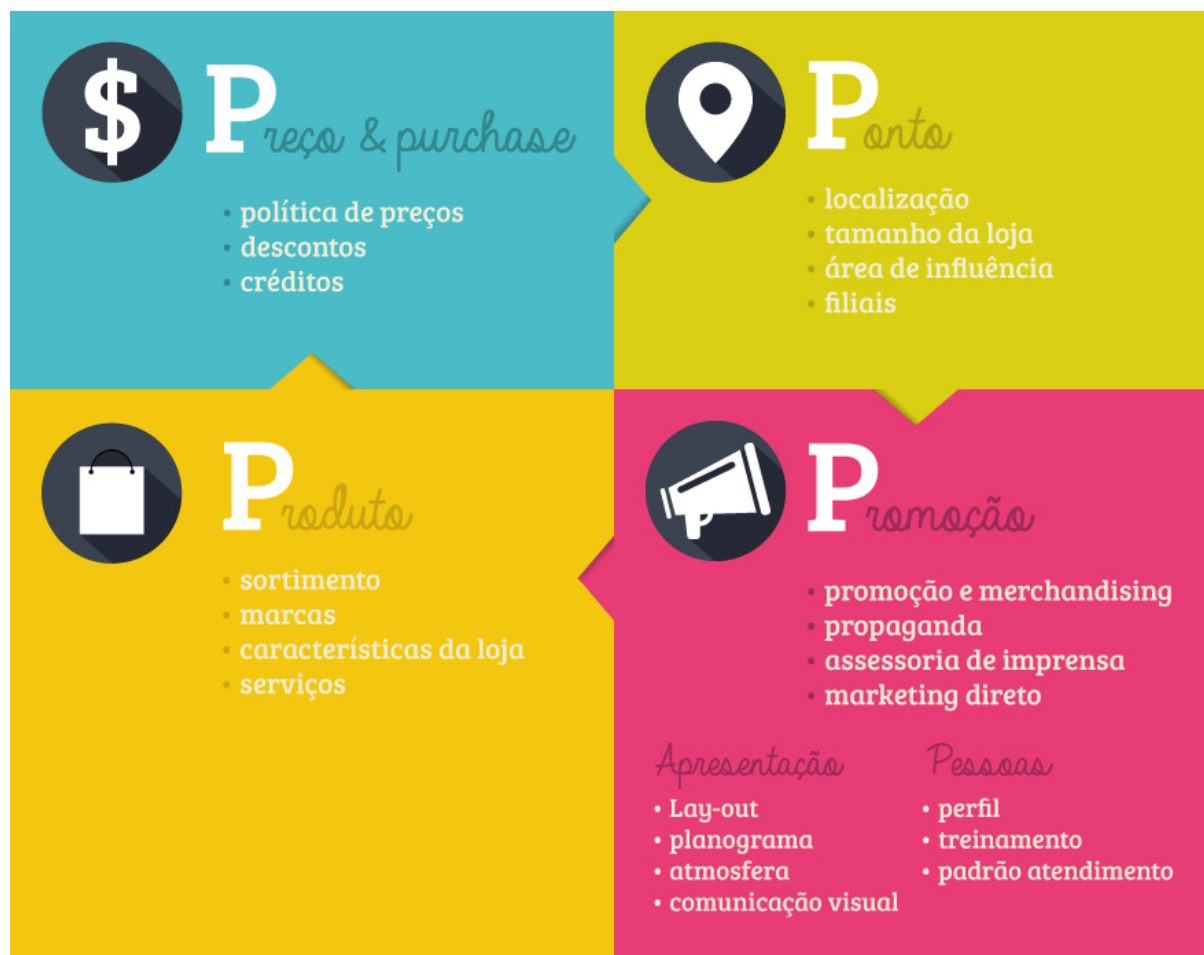 $
Preço & purchase
• política de preços
• descontos
• créditos
Ponto
• localização
• tamanho da loja
• área de influência
• filiais
Produto
• sortimento
• marcas
• características da loja
• serviços
Promoção
• promoção e merchandising
• propaganda
• assessoria de imprensa
• marketing direto
Apresentação
• Lay-out
• planograma
• atmosfera
• comunicação visual
Pessoas
• perfil
• treinamento
• padrão atendimento